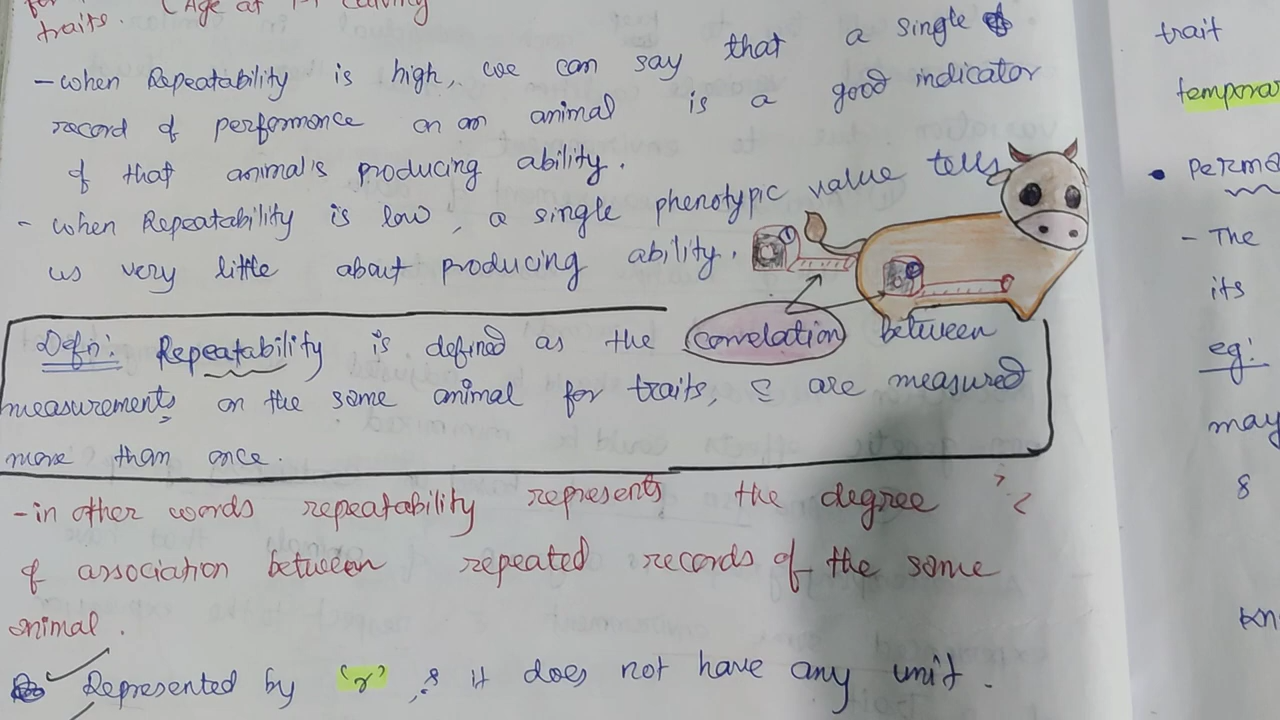 traits. (Age at 1st calving
- when Repeatability is high, we can say that a single
record of performance on an animal is a good indicator
of that animal's producing ability.
- when Repeatability is low, a single phenotypic value tells
us very little about producing ability.
Defn: Repeatability is defined as the correlation between
measurements on the same animal for traits, are measured
more than once.
- in other words repeatability represents the degree
of association between repeated records of the same
animal.
Represented by 'r', & it does not have any unit.
trait
temporar
• Perma
- The
its
eg:
may
8
kn